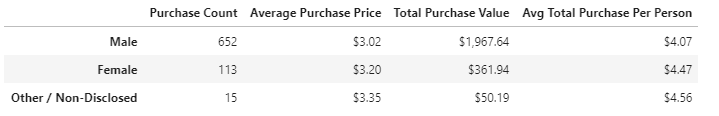 Purchase Count Average Purchase Price Total Purchase Value Avg Total Purchase Per Person
Male 652 $3.02 $1,967.64 $4.07
Female 113 $3.20 $361.94 $4.47
Other / Non-Disclosed 15 $3.35 $50.19 $4.56